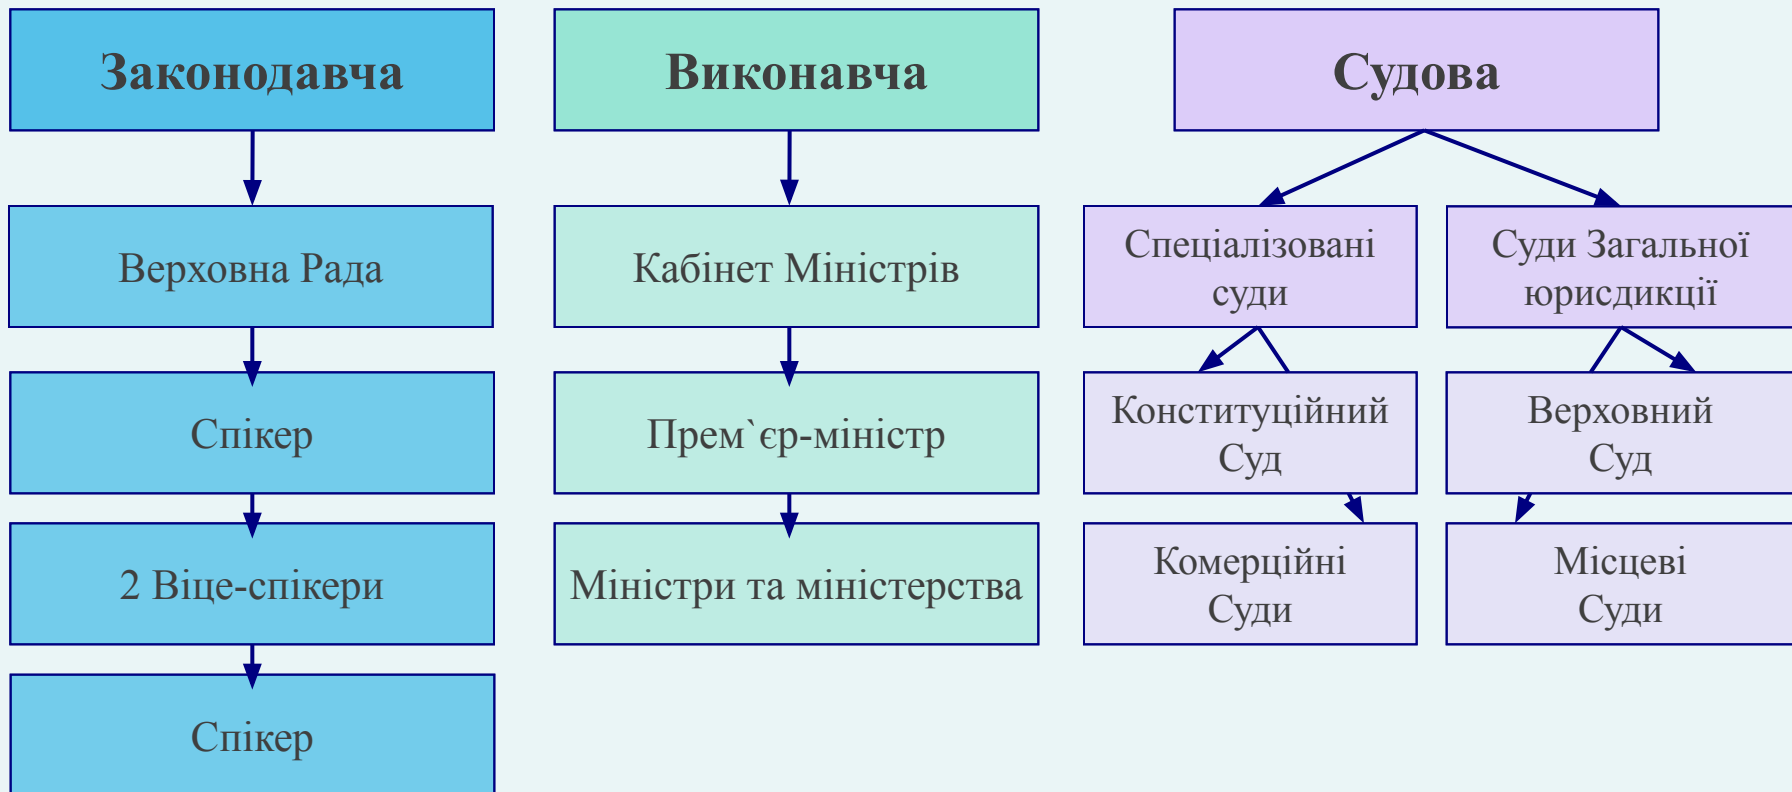 Законодавча
Верховна Рада
Спікер
2 Віце-спікери
Спікер
Виконавча
Кабінет Міністрів
Прем`єр-міністр
Міністри та міністерства
Судова
Спеціалізовані
суди
Конституційний
Суд
Комерційні
Суди
Суди Загальної
юрисдикції
Верховний
Суд
Місцеві
Суди